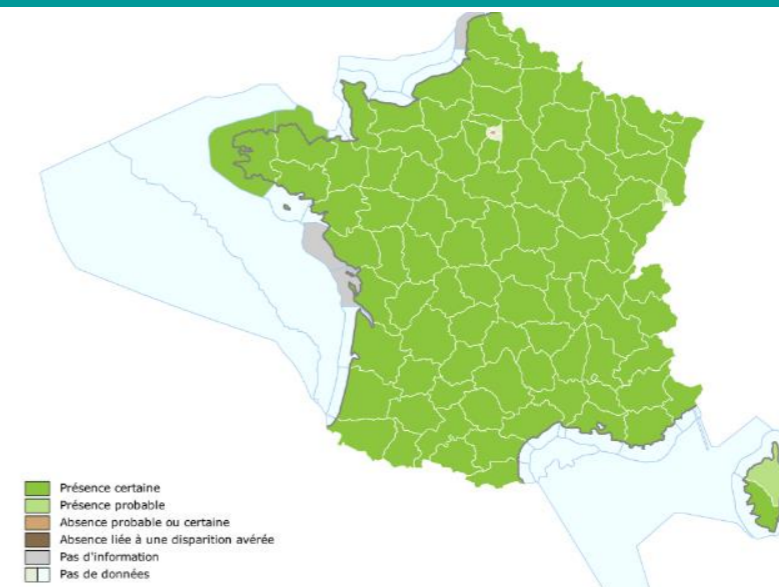 Présence certaine
Présence probable
Absence probable ou certaine
Absence liée à une disparition avérée
Pas d'information
Pas de données